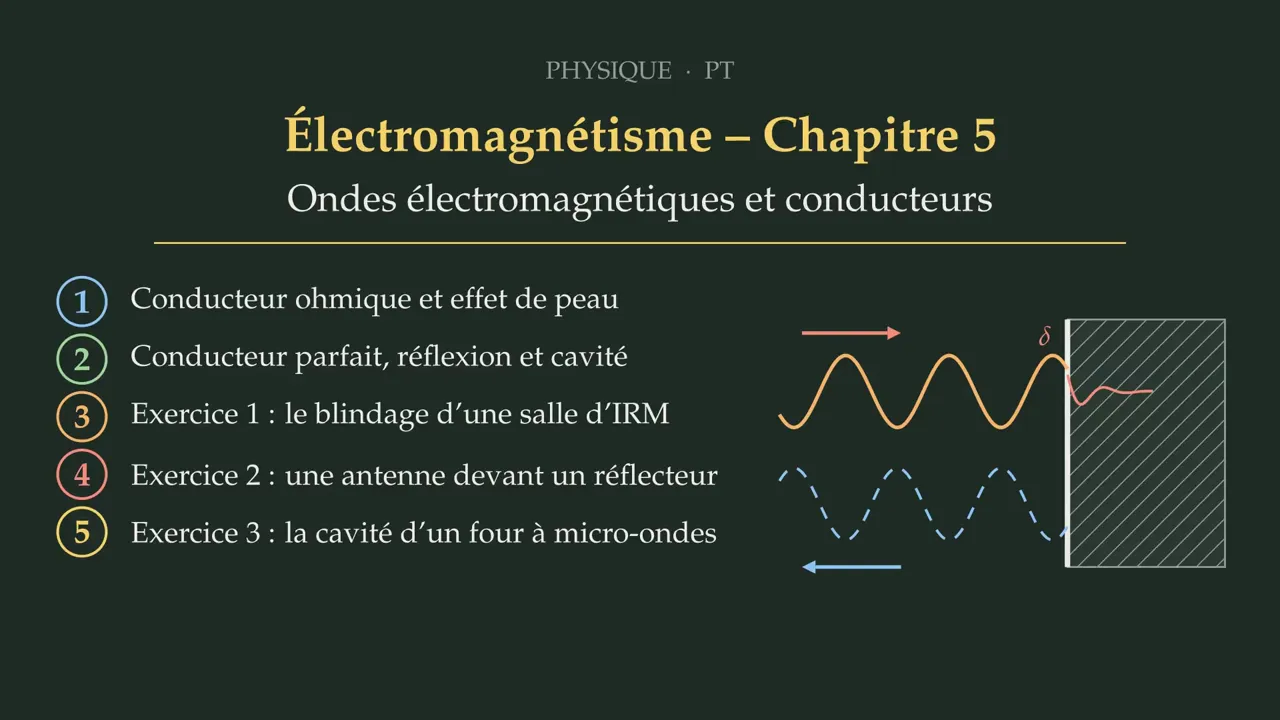 PHYSIQUE · PT
Électromagnétisme – Chapitre 5
Ondes électromagnétiques et conducteurs
1 Conducteur ohmique et effet de peau
2 Conducteur parfait, réflexion et cavité
3 Exercice 1 : le blindage d’une salle d’IRM
4 Exercice 2 : une antenne devant un réflecteur
5 Exercice 3 : la cavité d’un four à micro-ondes
δ